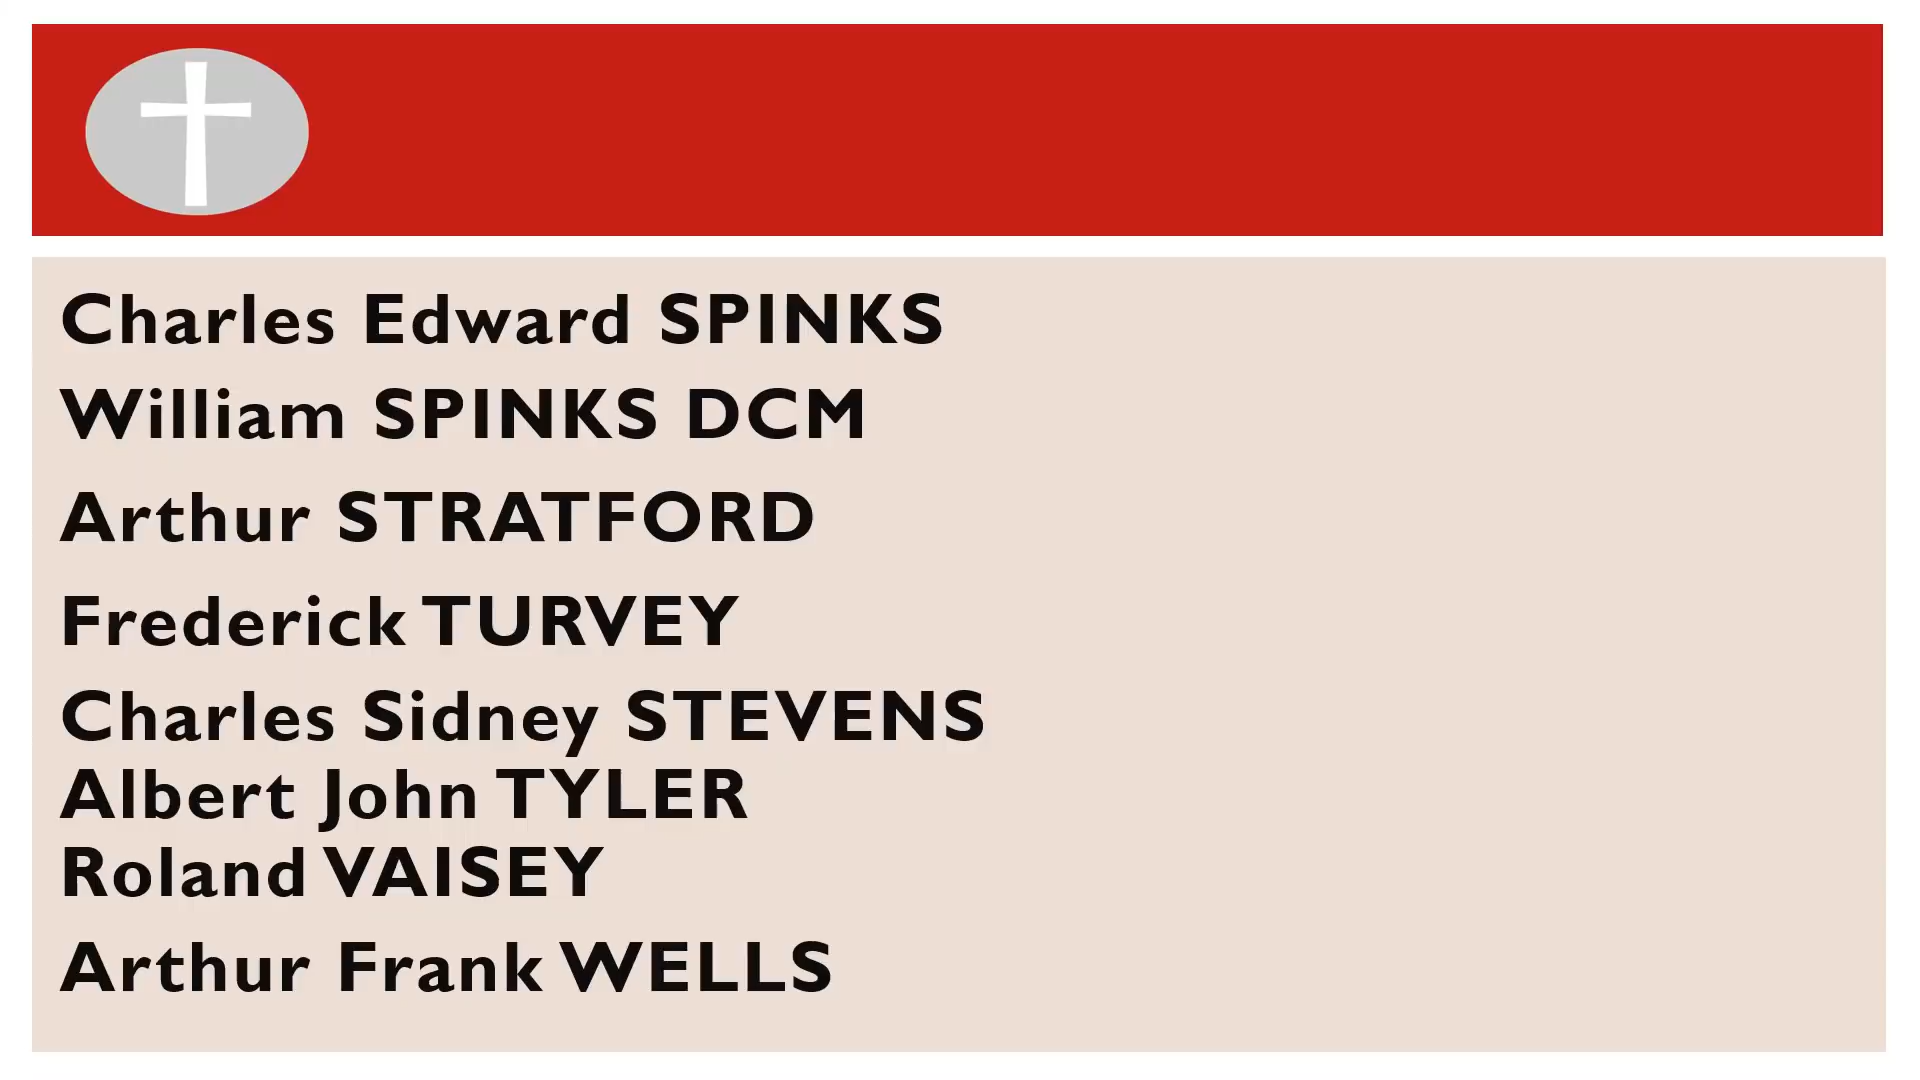 Charles Edward SPINKS
William SPINKS DCM
Arthur STRATFORD
Frederick TURVEY
Charles Sidney STEVENS
Albert John TYLER
Roland VAISEY
Arthur Frank WELLS